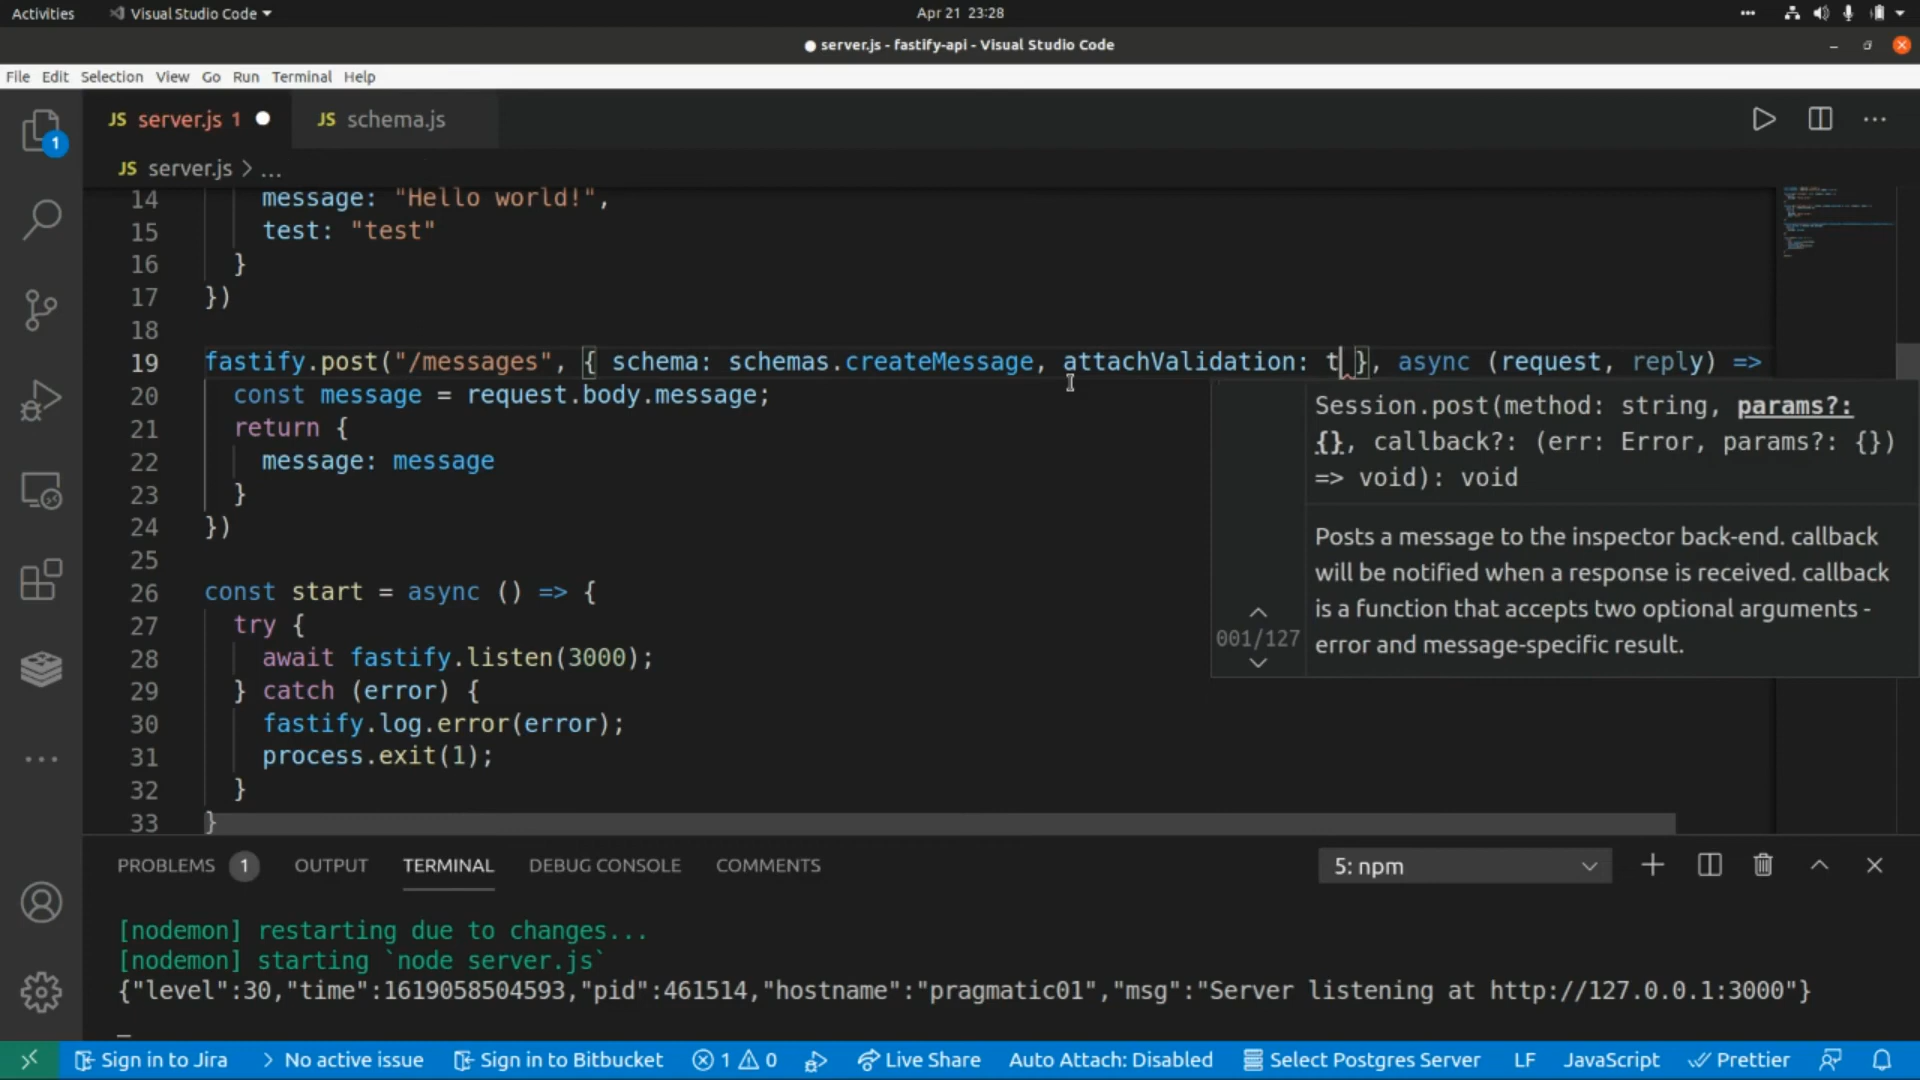 Activities
Visual Studio Code
Apr 21 23:28
server.js - fastify-api - Visual Studio Code
File Edit Selection View Go Run Terminal Help
1
JS server.js 1
JS schema.js
JS server.js > ...
14 message: "Hello world!",
15 test: "test"
16 }
17 })
18
19 fastify.post("/messages", { schema: schemas.createMessage, attachValidation: t }, async (request, reply) =>
20 const message = request.body.message;
21 return {
22 message: message
23 }
24 })
25
26 const start = async () => {
27 try {
28 await fastify.listen(3000);
29 } catch (error) {
30 fastify.log.error(error);
31 process.exit(1);
32 }
33 }
Session.post(method: string, params?:
{}, callback?: (err: Error, params?: {})
=> void): void
Posts a message to the inspector back-end. callback
will be notified when a response is received. callback
is a function that accepts two optional arguments -
error and message-specific result.
001/127
PROBLEMS 1 OUTPUT TERMINAL DEBUG CONSOLE COMMENTS
5: npm
[nodemon] restarting due to changes...
[nodemon] starting `node server.js`
{"level":30,"time":1619058504593,"pid":461514,"hostname":"pragmatic01","msg":"Server listening at http://127.0.0.1:3000"}
Sign in to Jira > No active issue Sign in to Bitbucket 1 0 Live Share Auto Attach: Disabled Select Postgres Server LF JavaScript Prettier